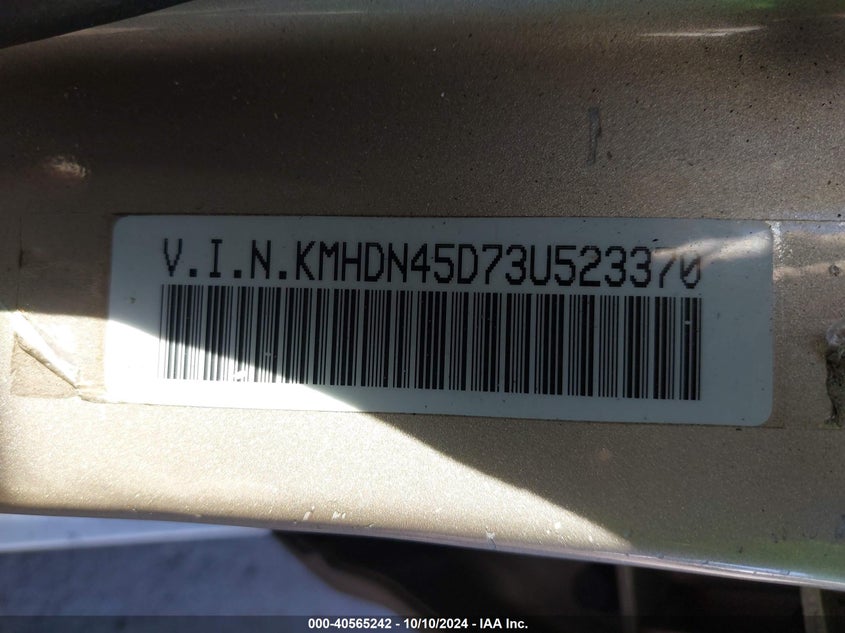 V.I.N.KMHDN45D73U523370
000-40565242 - 10/10/2024 - IAA Inc.